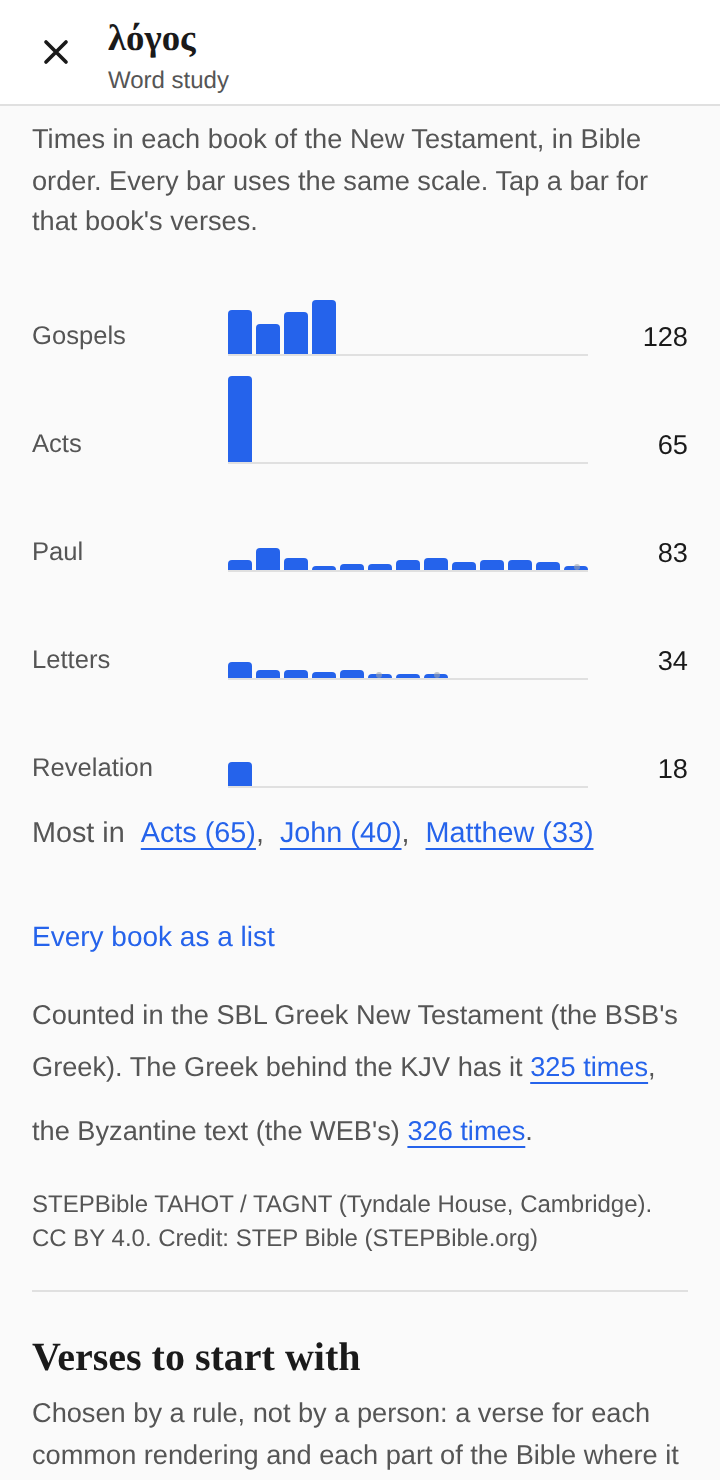 λόγος
Word study
Times in each book of the New Testament, in Bible
order. Every bar uses the same scale. Tap a bar for
that book's verses.
Gospels 128
Acts 65
Paul 83
Letters 34
Revelation 18
Most in Acts (65), John (40), Matthew (33)
Every book as a list
Counted in the SBL Greek New Testament (the BSB's
Greek). The Greek behind the KJV has it 325 times,
the Byzantine text (the WEB's) 326 times.
STEPBible TAHOT / TAGNT (Tyndale House, Cambridge).
CC BY 4.0. Credit: STEP Bible (STEPBible.org)
Verses to start with
Chosen by a rule, not by a person: a verse for each
common rendering and each part of the Bible where it